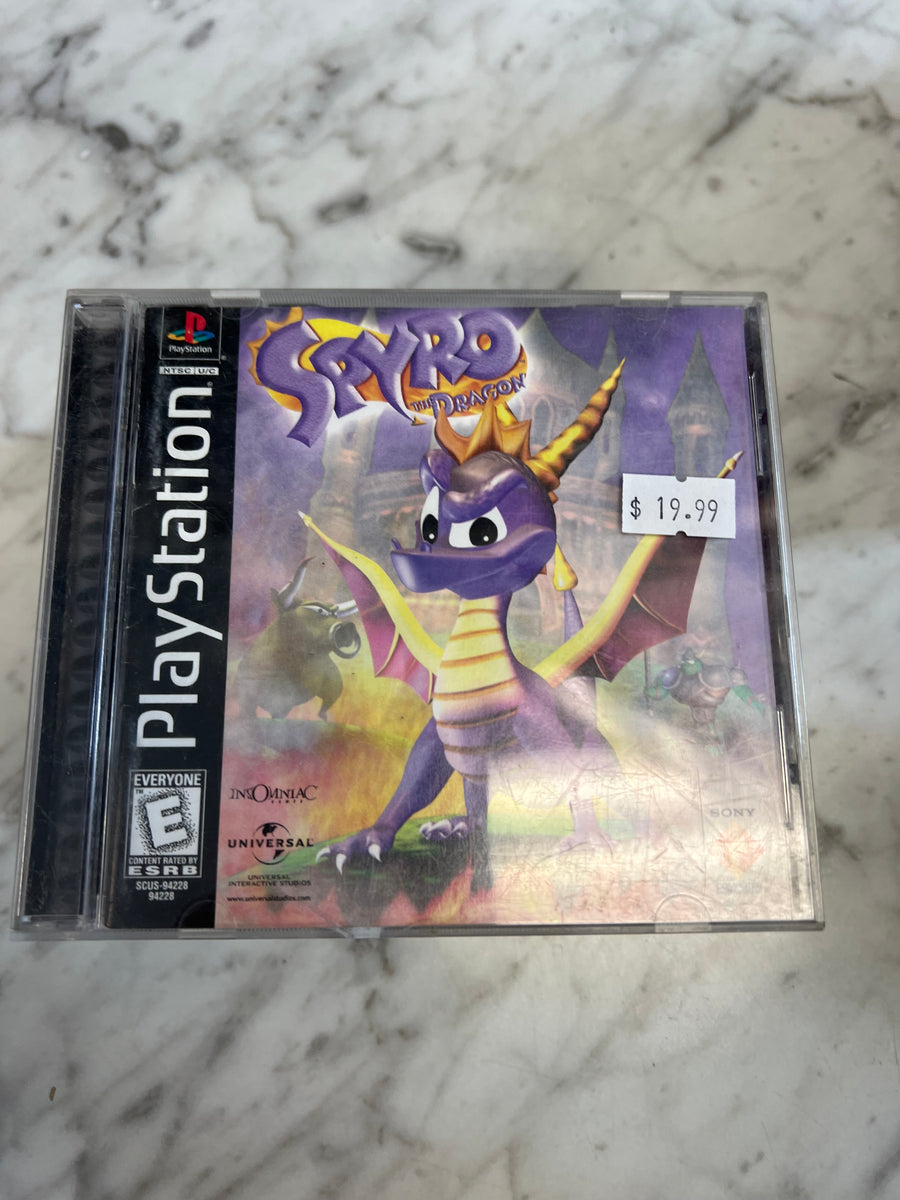 PlayStation
NTSC U/C
PlayStation
SPYRO
THE DRAGON
$ 19.99
EVERYONE
E
CONTENT RATED BY
ESRB
SCUS-94228
94228
INSOMNIAC
GAMES
UNIVERSAL
UNIVERSAL
INTERACTIVE STUDIOS
www.universalstudios.com
SONY